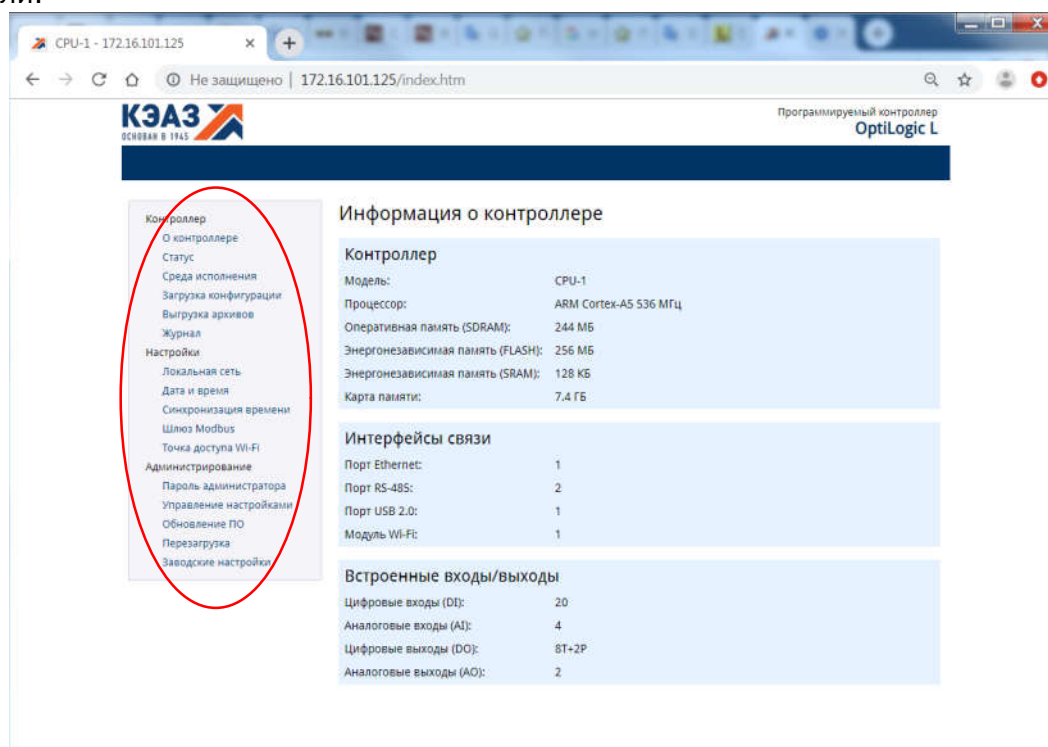 CPU-1 - 172.16.101.125
Не защищено | 172.16.101.125/index.htm
КЭАЗ
ОСНОВАН В 1945
Программируемый контроллер
OptiLogic L
Контроллер
О контроллере
Статус
Среда исполнения
Загрузка конфигурации
Выгрузка архивов
Журнал
Настройки
Локальная сеть
Дата и время
Синхронизация времени
Шлюз Modbus
Точка доступа Wi-Fi
Администрирование
Пароль администратора
Управление настройками
Обновление ПО
Перезагрузка
Заводские настройки
Информация о контроллере
Контроллер
Модель: CPU-1
Процессор: ARM Cortex-A5 536 МГц
Оперативная память (SDRAM): 244 МБ
Энергонезависимая память (FLASH): 256 МБ
Энергонезависимая память (SRAM): 128 КБ
Карта памяти: 7.4 ГБ
Интерфейсы связи
Порт Ethernet: 1
Порт RS-485: 2
Порт USB 2.0: 1
Модуль Wi-Fi: 1
Встроенные входы/выходы
Цифровые входы (DI): 20
Аналоговые входы (AI): 4
Цифровые выходы (DO): 8T+2P
Аналоговые выходы (AO): 2